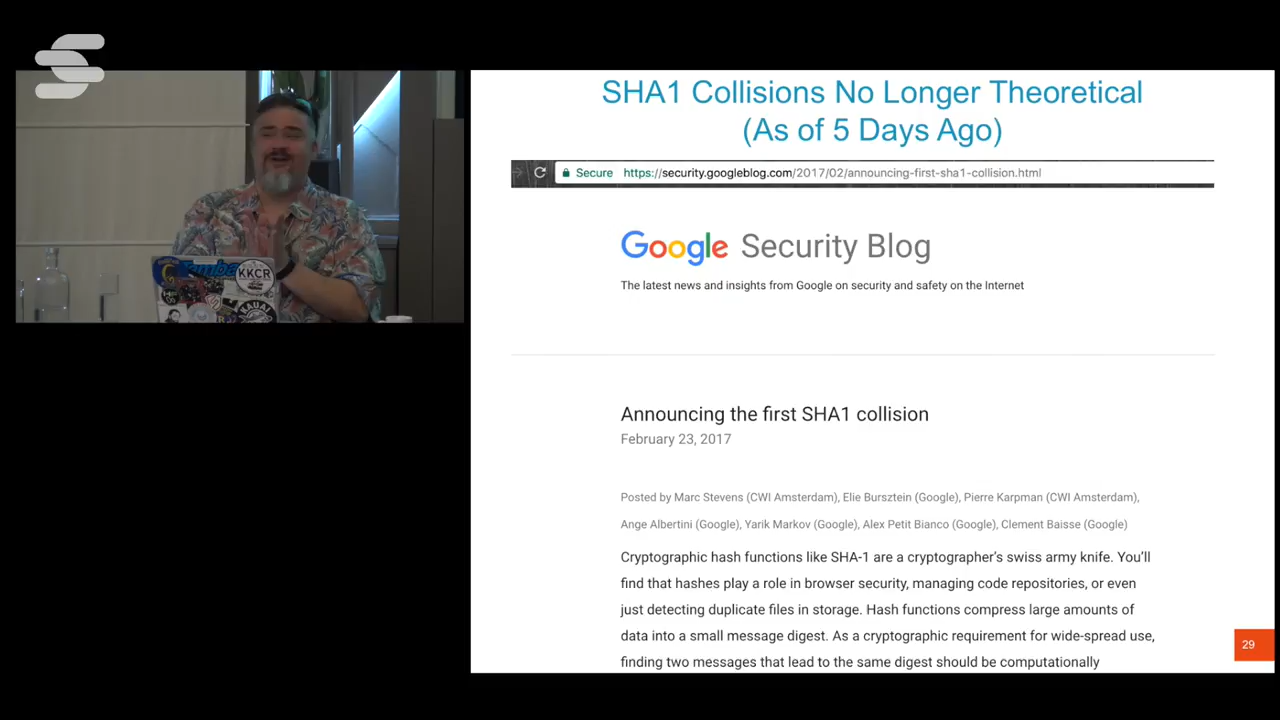 SHA1 Collisions No Longer Theoretical
(As of 5 Days Ago)
Secure https://security.googleblog.com/2017/02/announcing-first-sha1-collision.html
Google Security Blog
The latest news and insights from Google on security and safety on the Internet
Announcing the first SHA1 collision
February 23, 2017
Posted by Marc Stevens (CWI Amsterdam), Elie Bursztein (Google), Pierre Karpman (CWI Amsterdam),
Ange Albertini (Google), Yarik Markov (Google), Alex Petit Bianco (Google), Clement Baisse (Google)
Cryptographic hash functions like SHA-1 are a cryptographer's swiss army knife. You'll
find that hashes play a role in browser security, managing code repositories, or even
just detecting duplicate files in storage. Hash functions compress large amounts of
data into a small message digest. As a cryptographic requirement for wide-spread use,
finding two messages that lead to the same digest should be computationally
29
KKCR
KAUAI